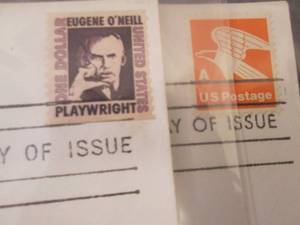 EUGENE O'NEILL
ONE DOLLAR
UNITED STATES
PLAYWRIGHT
Y OF ISSUE
A
US Postage
Y OF ISSUE